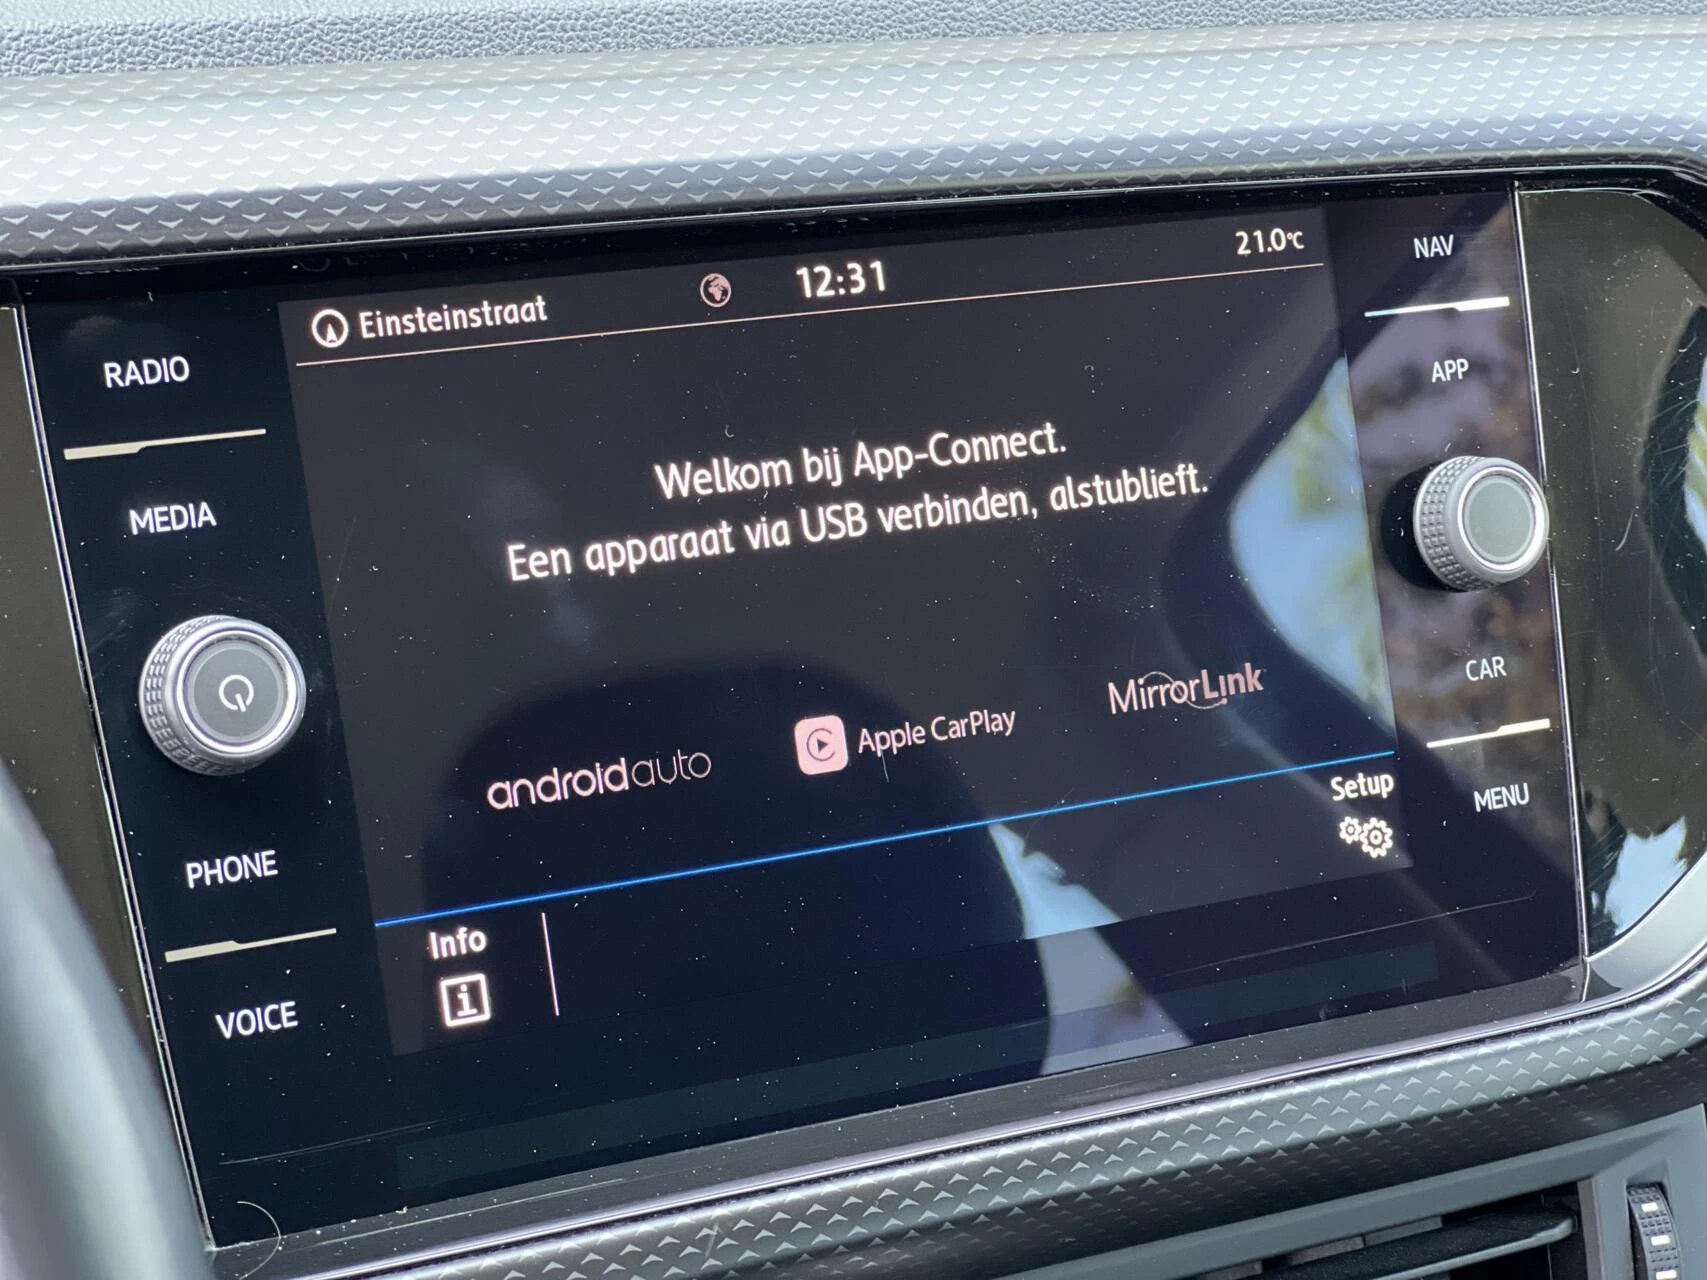 Einsteinstraat
12:31
21.0°C
RADIO
MEDIA
PHONE
VOICE
Welkom bij App-Connect.
Een apparaat via USB verbinden, alstublieft.
androidauto
Apple CarPlay
MirrorLink
Info
i
Setup
NAV
APP
CAR
MENU